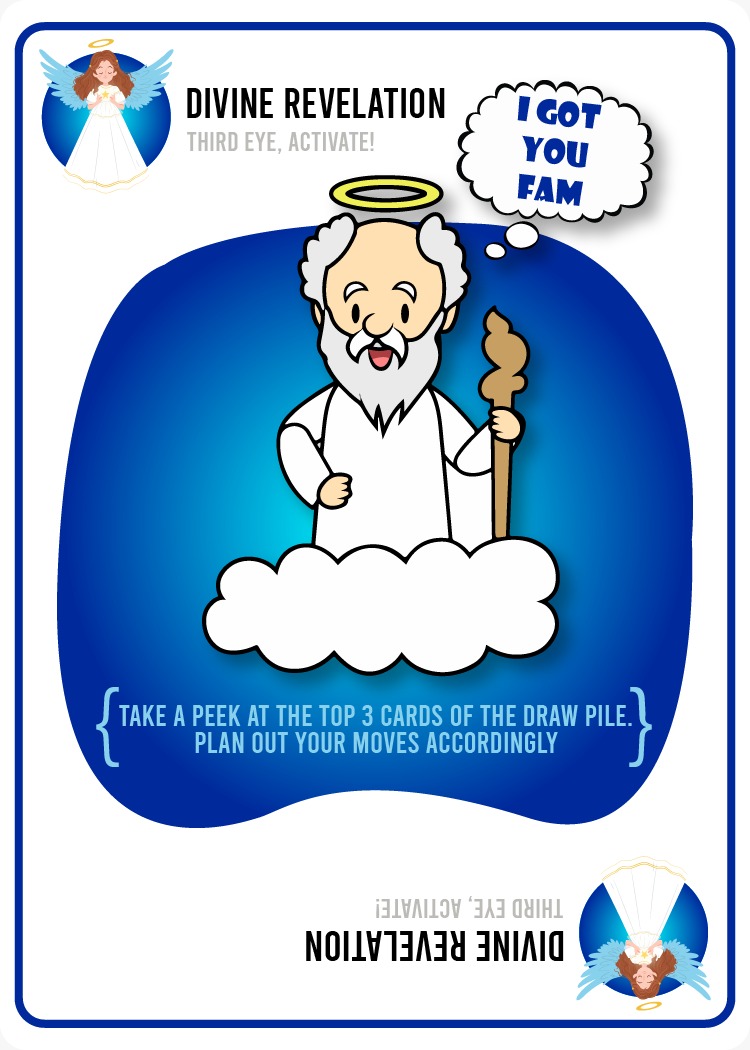 DIVINE REVELATION
THIRD EYE, ACTIVATE!
I GOT
YOU
FAM
{TAKE A PEEK AT THE TOP 3 CARDS OF THE DRAW PILE.
PLAN OUT YOUR MOVES ACCORDINGLY}
THIRD EYE, ACTIVATE!
DIVINE REVELATION